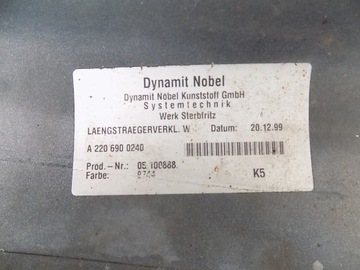 Dynamit Nobel
Dynamit Nobel Kunststoff GmbH
Systemtechnik
Werk Sterbfritz
LAENGSTRAEGERVERKL. W Datum: 20.12.99
A 220 690 0240
Prod.-Nr.: 05 100888
Farbe: 9744 K5